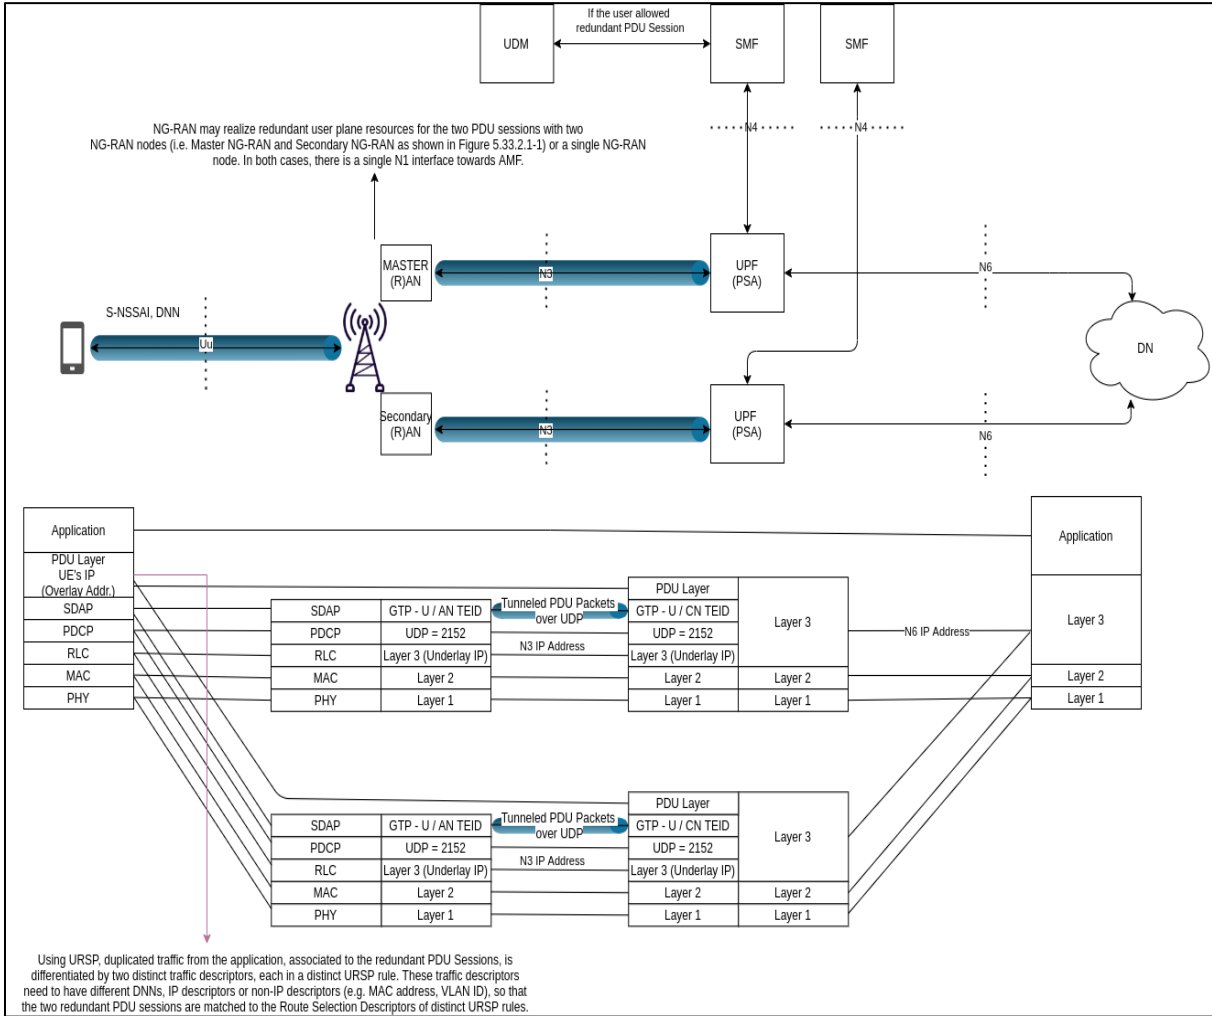 If the user allowed
redundant PDU Session
UDM
SMF
SMF
N4
N4
NG-RAN may realize redundant user plane resources for the two PDU sessions with two
NG-RAN nodes (i.e. Master NG-RAN and Secondary NG-RAN as shown in Figure 5.33.2.1-1) or a single NG-RAN
node. In both cases, there is a single N1 interface towards AMF.
MASTER
(R)AN
N3
UPF
(PSA)
N6
S-NSSAI, DNN
Uu
DN
Secondary
(R)AN
N3
UPF
(PSA)
N6
Application
PDU Layer
UE's IP
(Overlay Addr.)
SDAP
PDCP
RLC
MAC
PHY
SDAP
PDCP
RLC
MAC
PHY
GTP - U / AN TEID
UDP = 2152
Layer 3 (Underlay IP)
Layer 2
Layer 1
Tunneled PDU Packets
over UDP
N3 IP Address
PDU Layer
GTP - U / CN TEID
UDP = 2152
Layer 3 (Underlay IP)
Layer 2
Layer 1
Layer 3
Layer 2
Layer 1
N6 IP Address
Application
Layer 3
Layer 2
Layer 1
SDAP
PDCP
RLC
MAC
PHY
GTP - U / AN TEID
UDP = 2152
Layer 3 (Underlay IP)
Layer 2
Layer 1
Tunneled PDU Packets
over UDP
N3 IP Address
PDU Layer
GTP - U / CN TEID
UDP = 2152
Layer 3 (Underlay IP)
Layer 2
Layer 1
Layer 3
Layer 2
Layer 1
Using URSP, duplicated traffic from the application, associated to the redundant PDU Sessions, is
differentiated by two distinct traffic descriptors, each in a distinct URSP rule. These traffic descriptors
need to have different DNNs, IP descriptors or non-IP descriptors (e.g. MAC address, VLAN ID), so that
the two redundant PDU sessions are matched to the Route Selection Descriptors of distinct URSP rules.